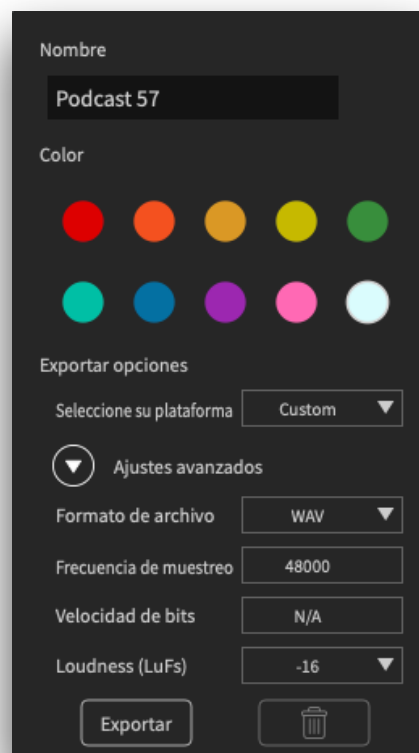 Nombre
Podcast 57
Color
Exportar opciones
Seleccione su plataforma Custom
Ajustes avanzados
Formato de archivo WAV
Frecuencia de muestreo 48000
Velocidad de bits N/A
Loudness (LuFs) -16
Exportar